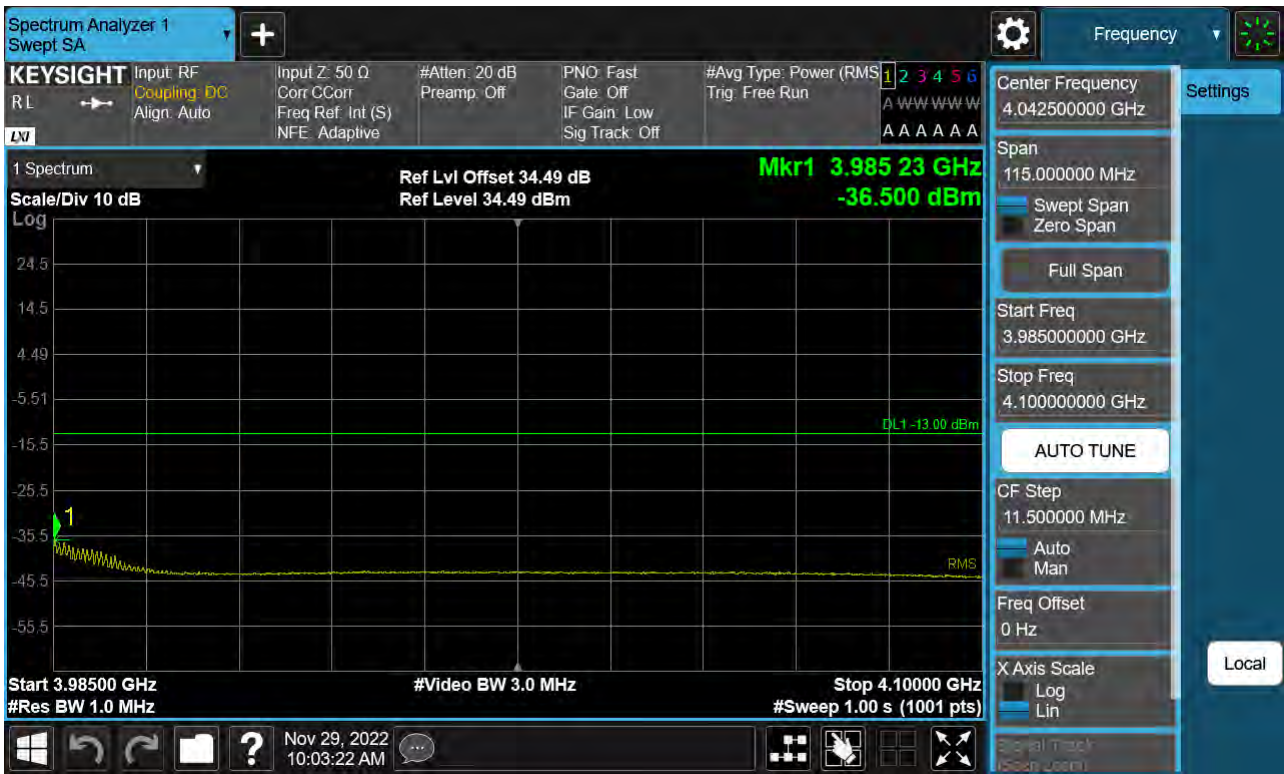 Spectrum Analyzer 1
Swept SA
Frequency
KEYSIGHT
R L
LXI
Input: RF
Coupling: DC
Align: Auto
Input Z: 50 Ω
Corr CCorr
Freq Ref: Int (S)
NFE: Adaptive
#Atten: 20 dB
Preamp: Off
PNO: Fast
Gate: Off
IF Gain: Low
Sig Track: Off
#Avg Type: Power (RMS
Trig: Free Run
1 2 3 4 5 6
A WW WW W
A A A A A A
1 Spectrum
Scale/Div 10 dB
Log
Ref Lvl Offset 34.49 dB
Ref Level 34.49 dBm
Mkr1 3.985 23 GHz
-36.500 dBm
24.5
14.5
4.49
-5.51
DL1 -13.00 dBm
-15.5
-25.5
1
-35.5
RMS
-45.5
-55.5
Start 3.98500 GHz
#Res BW 1.0 MHz
#Video BW 3.0 MHz
Stop 4.10000 GHz
#Sweep 1.00 s (1001 pts)
Center Frequency
4.042500000 GHz
Settings
Span
115.000000 MHz
Swept Span
Zero Span
Full Span
Start Freq
3.985000000 GHz
Stop Freq
4.100000000 GHz
AUTO TUNE
CF Step
11.500000 MHz
Auto
Man
Freq Offset
0 Hz
X Axis Scale
Log
Lin
Local
Signal Track
(Span Zoom)
?
Nov 29, 2022
10:03:22 AM